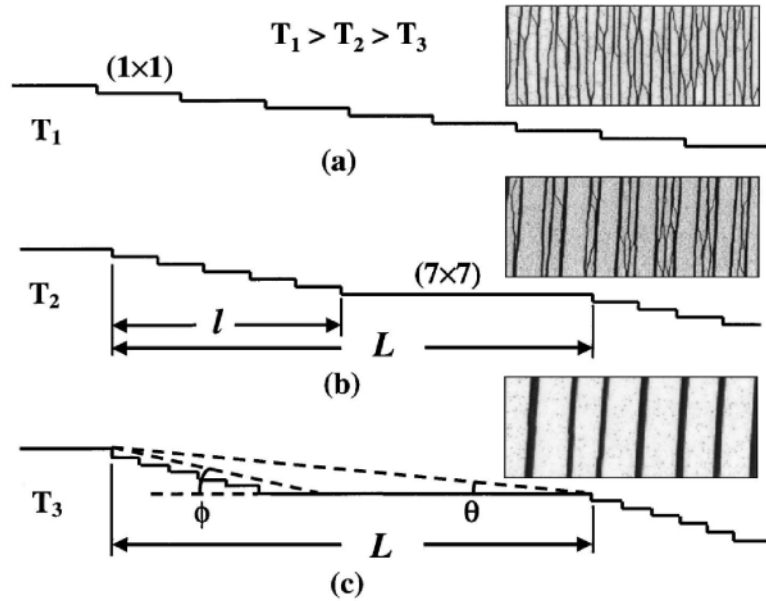 T₁ > T₂ > T₃
(1×1)
T₁
(a)
(7×7)
T₂
l
L
(b)
T₃
ϕ
θ
L
(c)